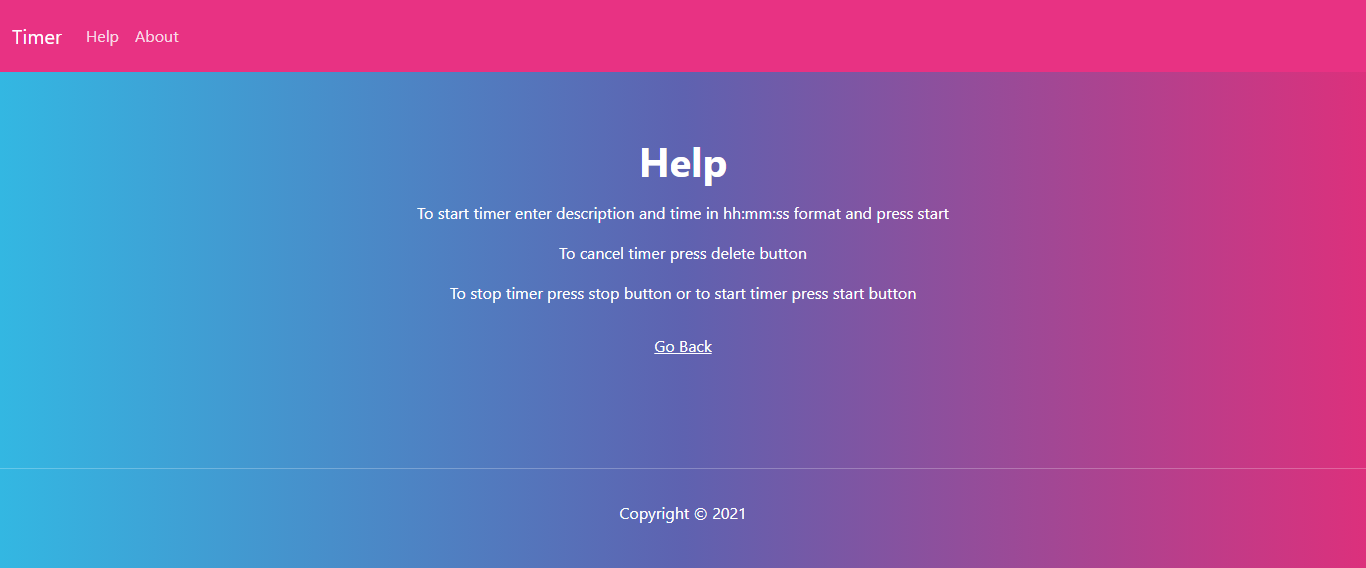 Timer Help About
Help
To start timer enter description and time in hh:mm:ss format and press start
To cancel timer press delete button
To stop timer press stop button or to start timer press start button
Go Back
Copyright © 2021